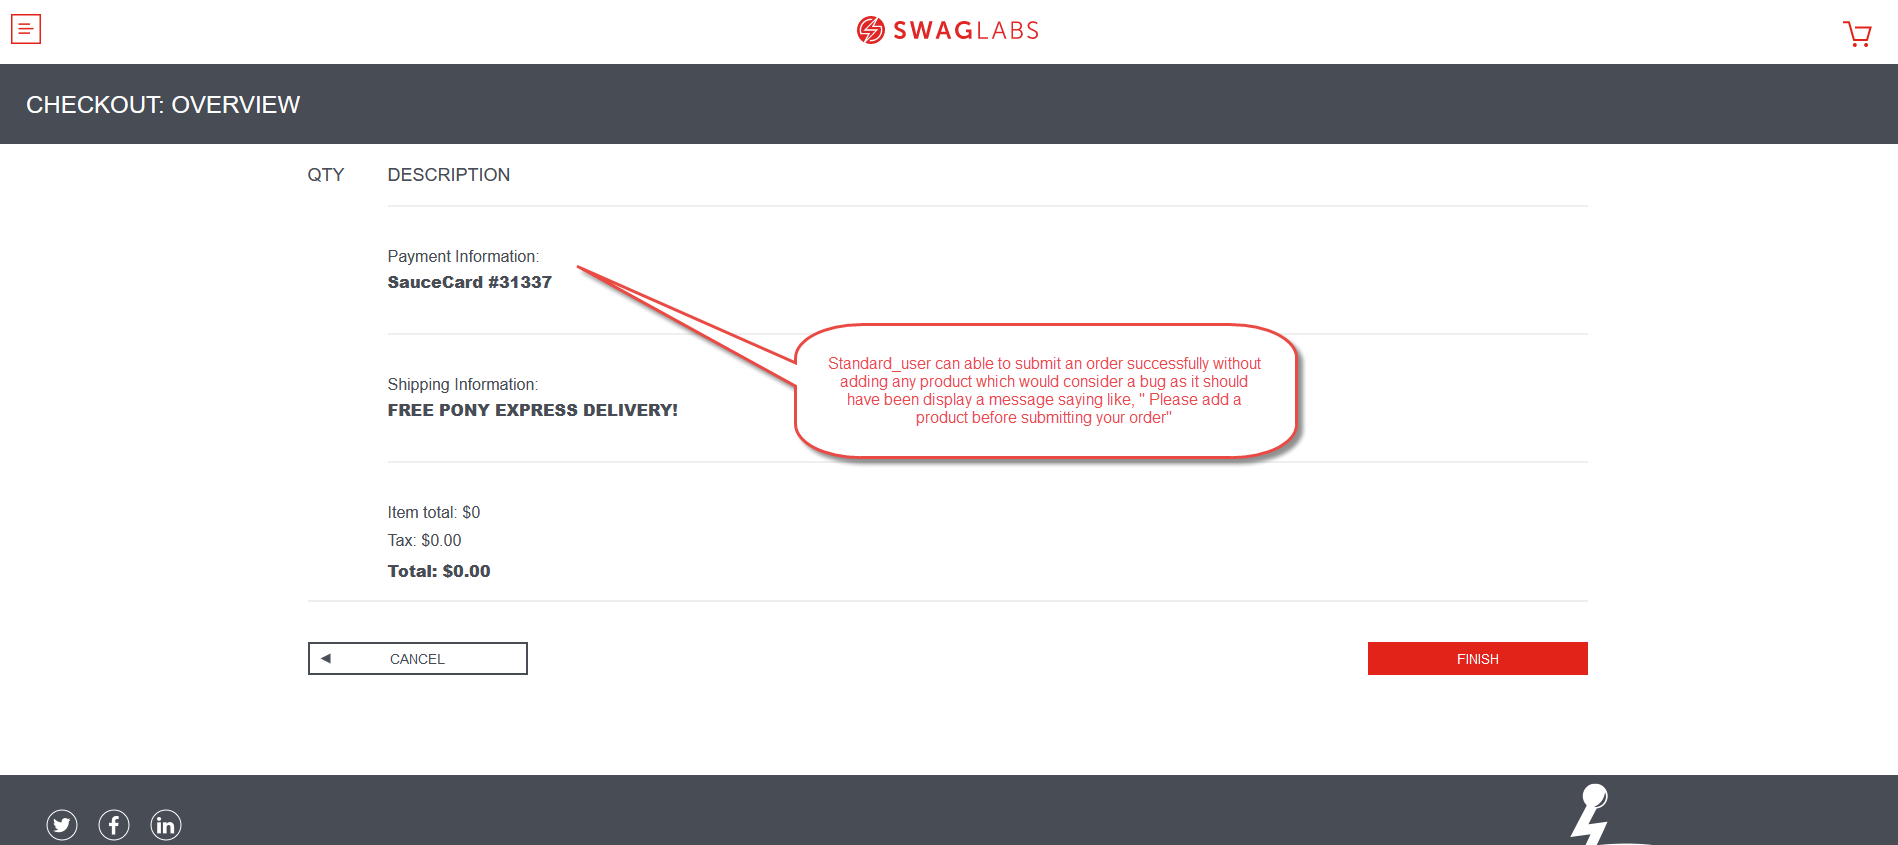 SWAGLABS
CHECKOUT: OVERVIEW
QTY DESCRIPTION
Payment Information:
SauceCard #31337
Standard_user can able to submit an order successfully without
adding any product which would consider a bug as it should
have been display a message saying like, " Please add a
product before submitting your order"
Shipping Information:
FREE PONY EXPRESS DELIVERY!
Item total: $0
Tax: $0.00
Total: $0.00
CANCEL
FINISH